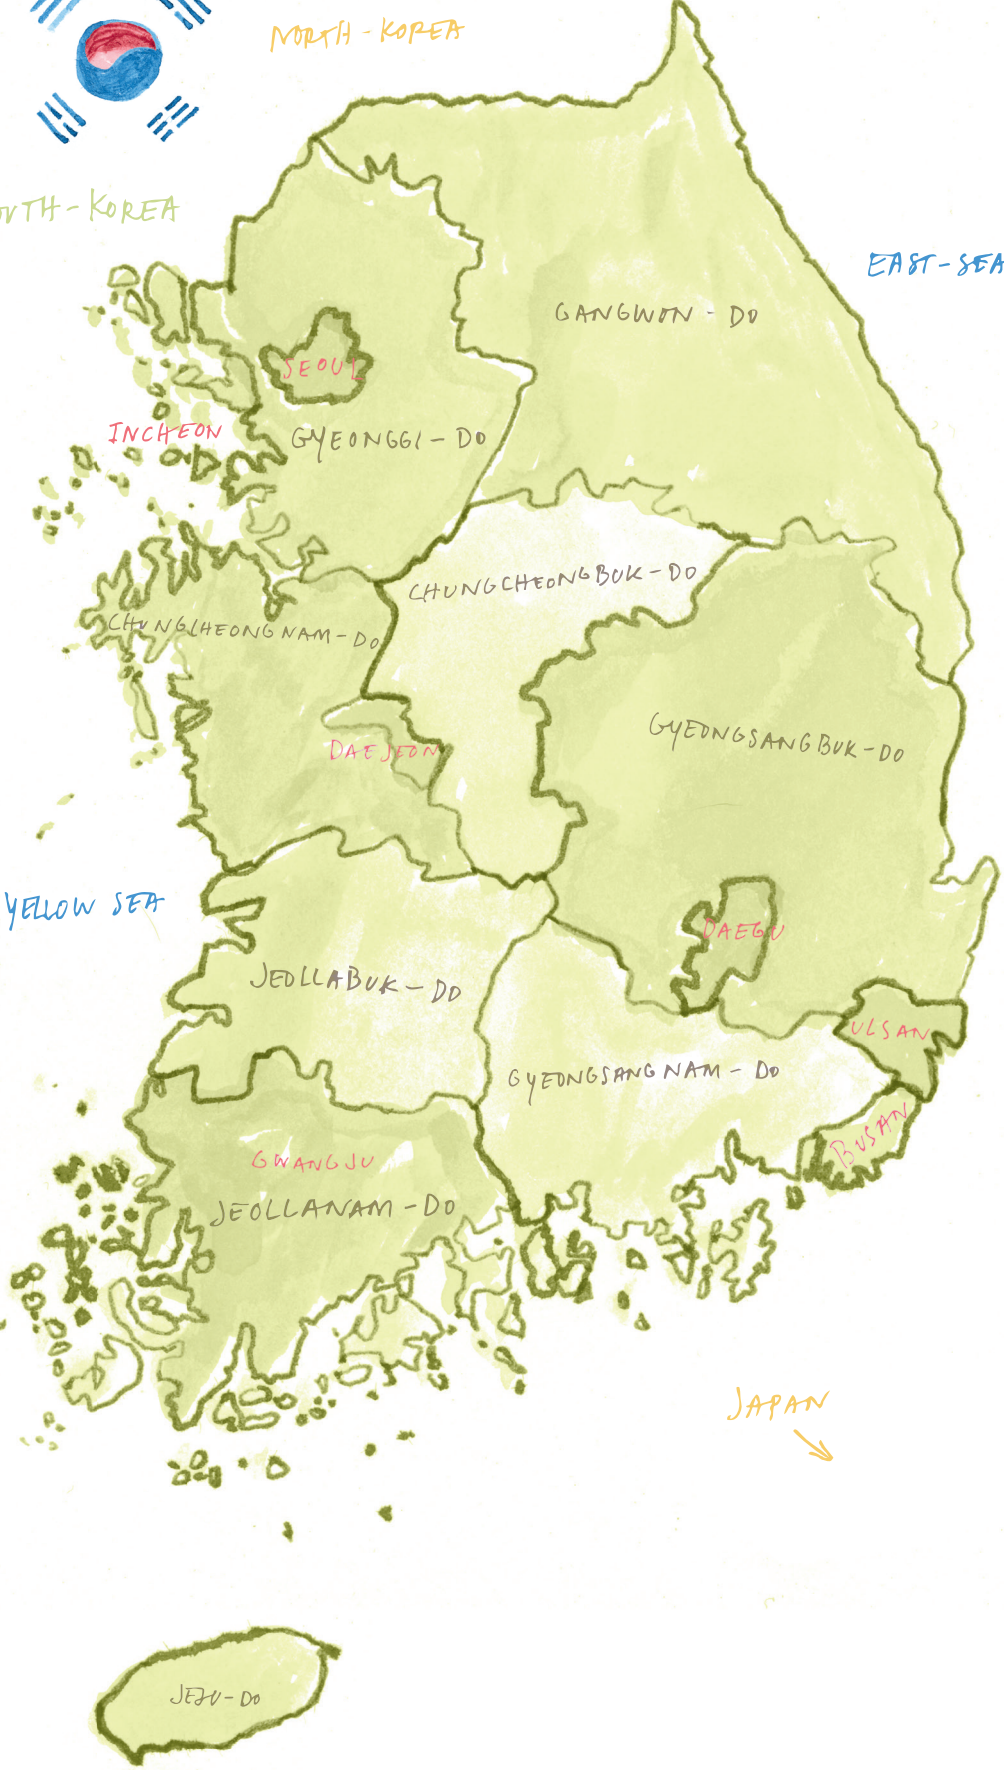 NORTH-KOREA
OUTH-KOREA
EAST-SEA
GANGWON-DO
SEOUL
INCHEON
GYEONGGI-DO
CHUNGCHEONGBUK-DO
CHUNGCHEONGNAM-DO
GYEONGSANGBUK-DO
DAEJEON
YELLOW SEA
DAEGU
JEOLLABUK-DO
ULSAN
GYEONGSANGNAM-DO
BUSAN
GWANGJU
JEOLLANAM-DO
JAPAN
JEJU-DO